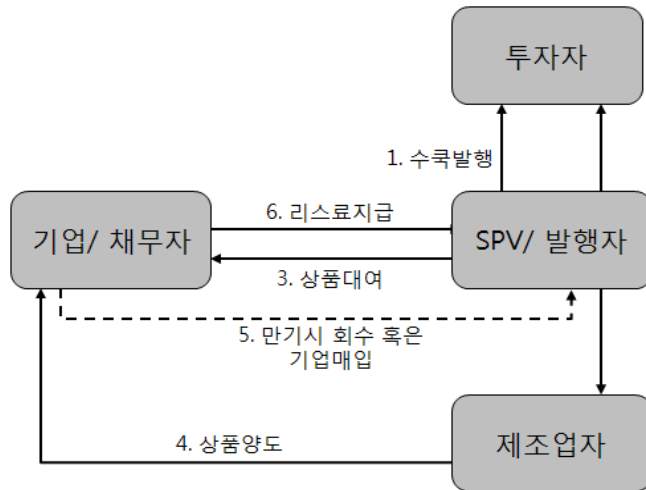 투자자
1. 수쿡발행
6. 리스료지급
기업/ 채무자
SPV/ 발행자
3. 상품대여
5. 만기시 회수 혹은
기업매입
4. 상품양도
제조업자